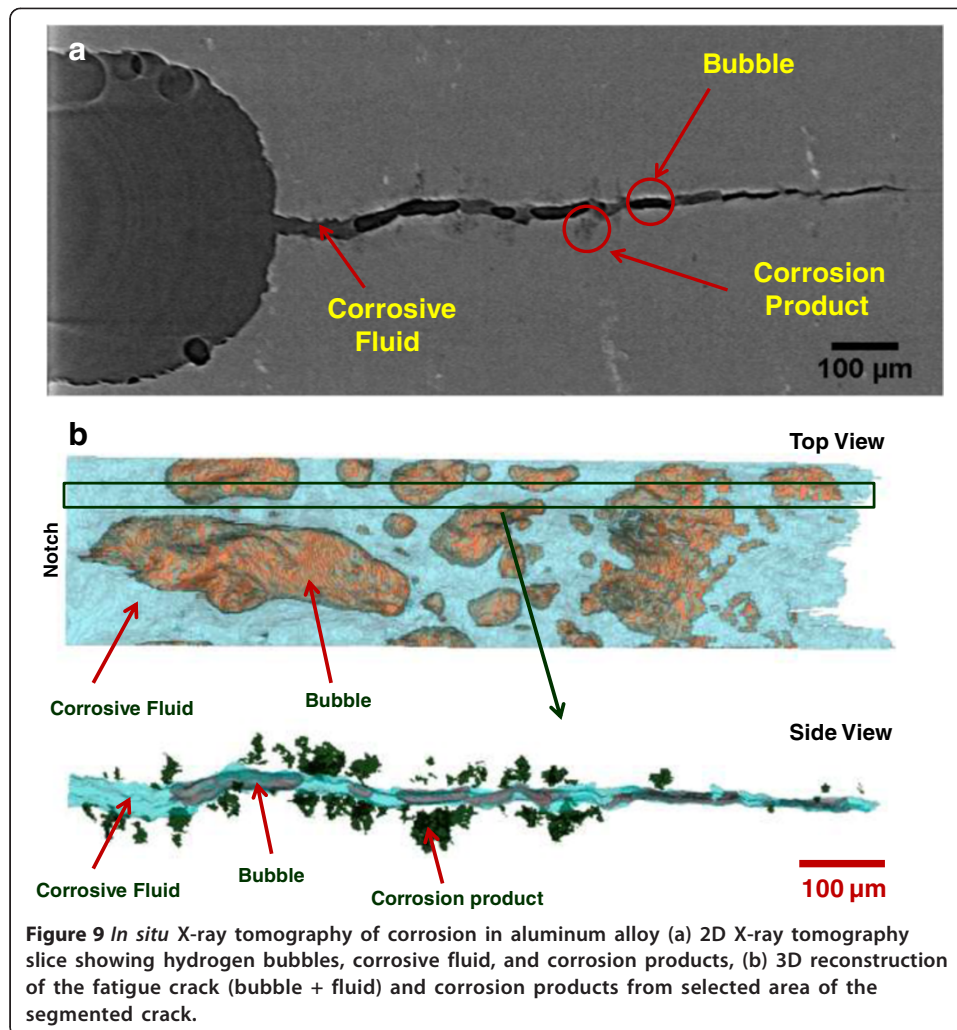 a
Bubble
Corrosive
Fluid
Corrosion
Product
100 µm
b
Top View
Notch
Corrosive Fluid
Bubble
Side View
Corrosive Fluid
Bubble
Corrosion product
100 µm
Figure 9 In situ X-ray tomography of corrosion in aluminum alloy (a) 2D X-ray tomography
slice showing hydrogen bubbles, corrosive fluid, and corrosion products, (b) 3D reconstruction
of the fatigue crack (bubble + fluid) and corrosion products from selected area of the
segmented crack.